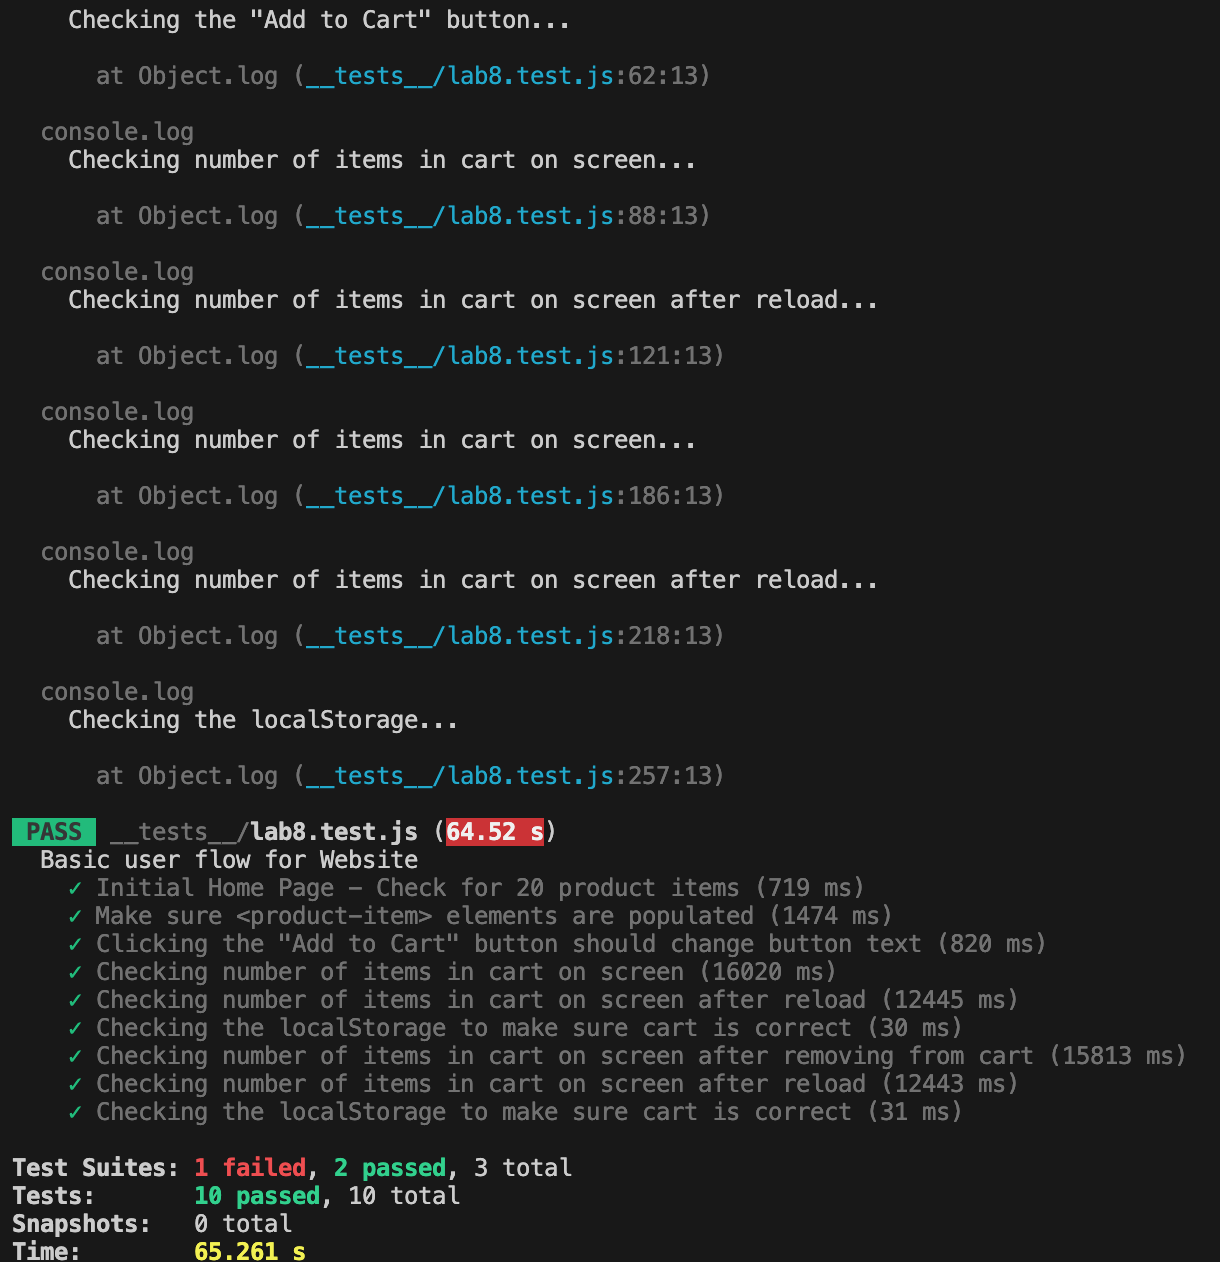 Checking the "Add to Cart" button...
at Object.log (__tests__/lab8.test.js:62:13)
console.log
Checking number of items in cart on screen...
at Object.log (__tests__/lab8.test.js:88:13)
console.log
Checking number of items in cart on screen after reload...
at Object.log (__tests__/lab8.test.js:121:13)
console.log
Checking number of items in cart on screen...
at Object.log (__tests__/lab8.test.js:186:13)
console.log
Checking number of items in cart on screen after reload...
at Object.log (__tests__/lab8.test.js:218:13)
console.log
Checking the localStorage...
at Object.log (__tests__/lab8.test.js:257:13)
PASS __tests__/lab8.test.js (64.52 s)
Basic user flow for Website
✓ Initial Home Page – Check for 20 product items (719 ms)
✓ Make sure <product-item> elements are populated (1474 ms)
✓ Clicking the "Add to Cart" button should change button text (820 ms)
✓ Checking number of items in cart on screen (16020 ms)
✓ Checking number of items in cart on screen after reload (12445 ms)
✓ Checking the localStorage to make sure cart is correct (30 ms)
✓ Checking number of items in cart on screen after removing from cart (15813 ms)
✓ Checking number of items in cart on screen after reload (12443 ms)
✓ Checking the localStorage to make sure cart is correct (31 ms)
Test Suites: 1 failed, 2 passed, 3 total
Tests: 10 passed, 10 total
Snapshots: 0 total
Time: 65.261 s